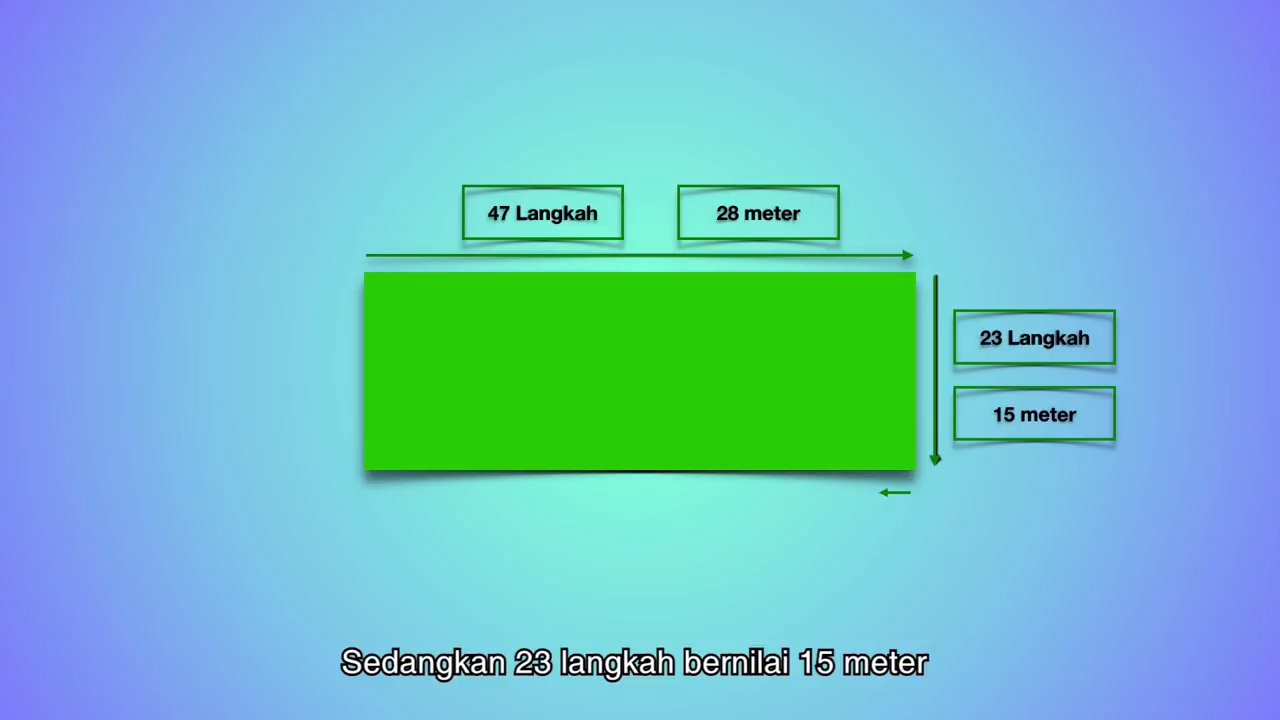 47 Langkah
28 meter
23 Langkah
15 meter
Sedangkan 23 langkah bernilai 15 meter